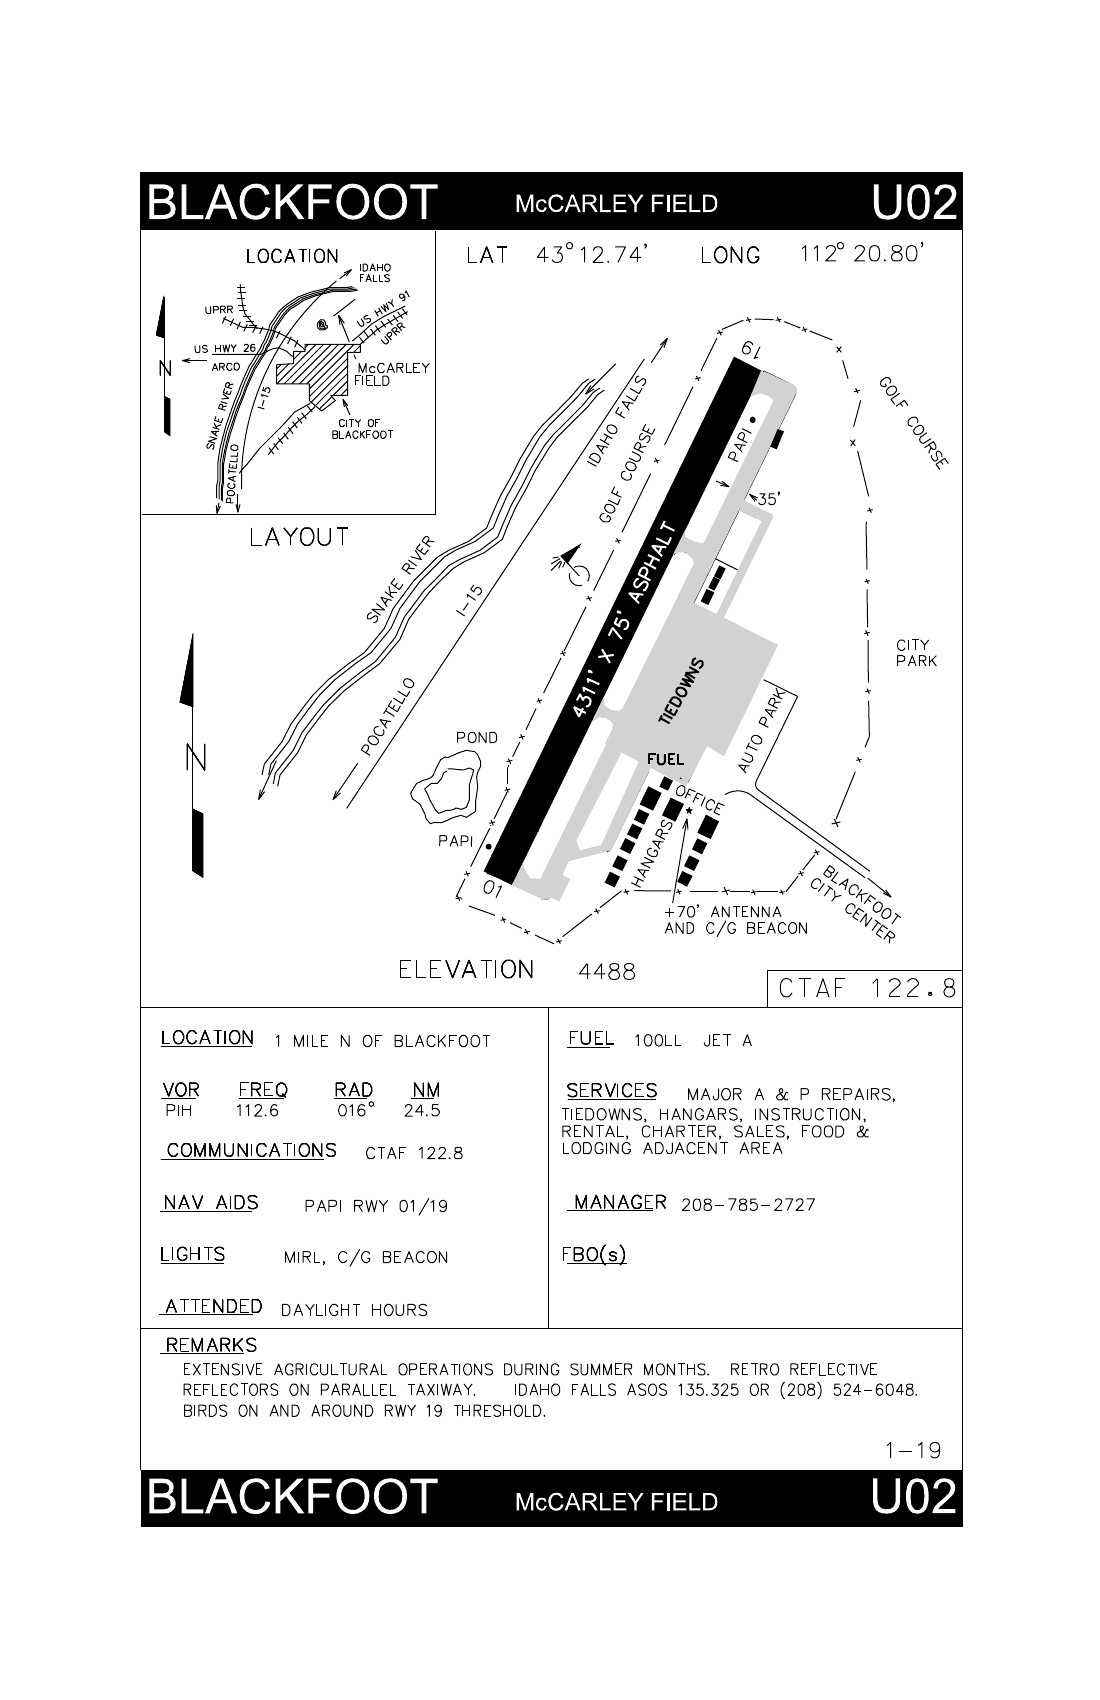 BLACKFOOT McCARLEY FIELD U02
LOCATION
IDAHO
FALLS
UPRR
US HWY 91
UPRR
US HWY 26
ARCO
N
McCARLEY
FIELD
SNAKE RIVER
I-15
CITY OF
BLACKFOOT
POCATELLO
LAT 43° 12.74' LONG 112° 20.80'
LAYOUT
19
IDAHO FALLS
GOLF COURSE
GOLF COURSE
PAPI
35'
SNAKE RIVER
I-15
4311' X 75' ASPHALT
CITY
PARK
TIEDOWNS
POCATELLO
AUTO PARK
N
POND
FUEL
OFFICE
PAPI
HANGARS
01
BLACKFOOT
CITY CENTER
+70' ANTENNA
AND C/G BEACON
ELEVATION 4488
CTAF 122.8
LOCATION 1 MILE N OF BLACKFOOT
VOR FREQ RAD NM
PIH 112.6 016° 24.5
COMMUNICATIONS CTAF 122.8
NAV AIDS PAPI RWY 01/19
LIGHTS MIRL, C/G BEACON
ATTENDED DAYLIGHT HOURS
FUEL 100LL JET A
SERVICES MAJOR A & P REPAIRS,
TIEDOWNS, HANGARS, INSTRUCTION,
RENTAL, CHARTER, SALES, FOOD &
LODGING ADJACENT AREA
MANAGER 208-785-2727
FBO(s)
REMARKS
EXTENSIVE AGRICULTURAL OPERATIONS DURING SUMMER MONTHS. RETRO REFLECTIVE
REFLECTORS ON PARALLEL TAXIWAY. IDAHO FALLS ASOS 135.325 OR (208) 524-6048.
BIRDS ON AND AROUND RWY 19 THRESHOLD.
1-19
BLACKFOOT McCARLEY FIELD U02